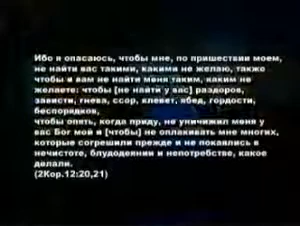 Ибо я опасаюсь, чтобы мне, по пришествии моем,
не найти вас такими, какими не желаю, также
чтобы и вам не найти меня таким, каким не
желаете: чтобы [не найти у вас] раздоров,
зависти, гнева, ссор, клевет, ябед, гордости,
беспорядков,
чтобы опять, когда приду, не уничижил меня у
вас Бог мой и [чтобы] не оплакивать мне многих,
которые согрешили прежде и не покаялись в
нечистоте, блудодеянии и непотребстве, какое
делали.
(2Кор.12:20,21)